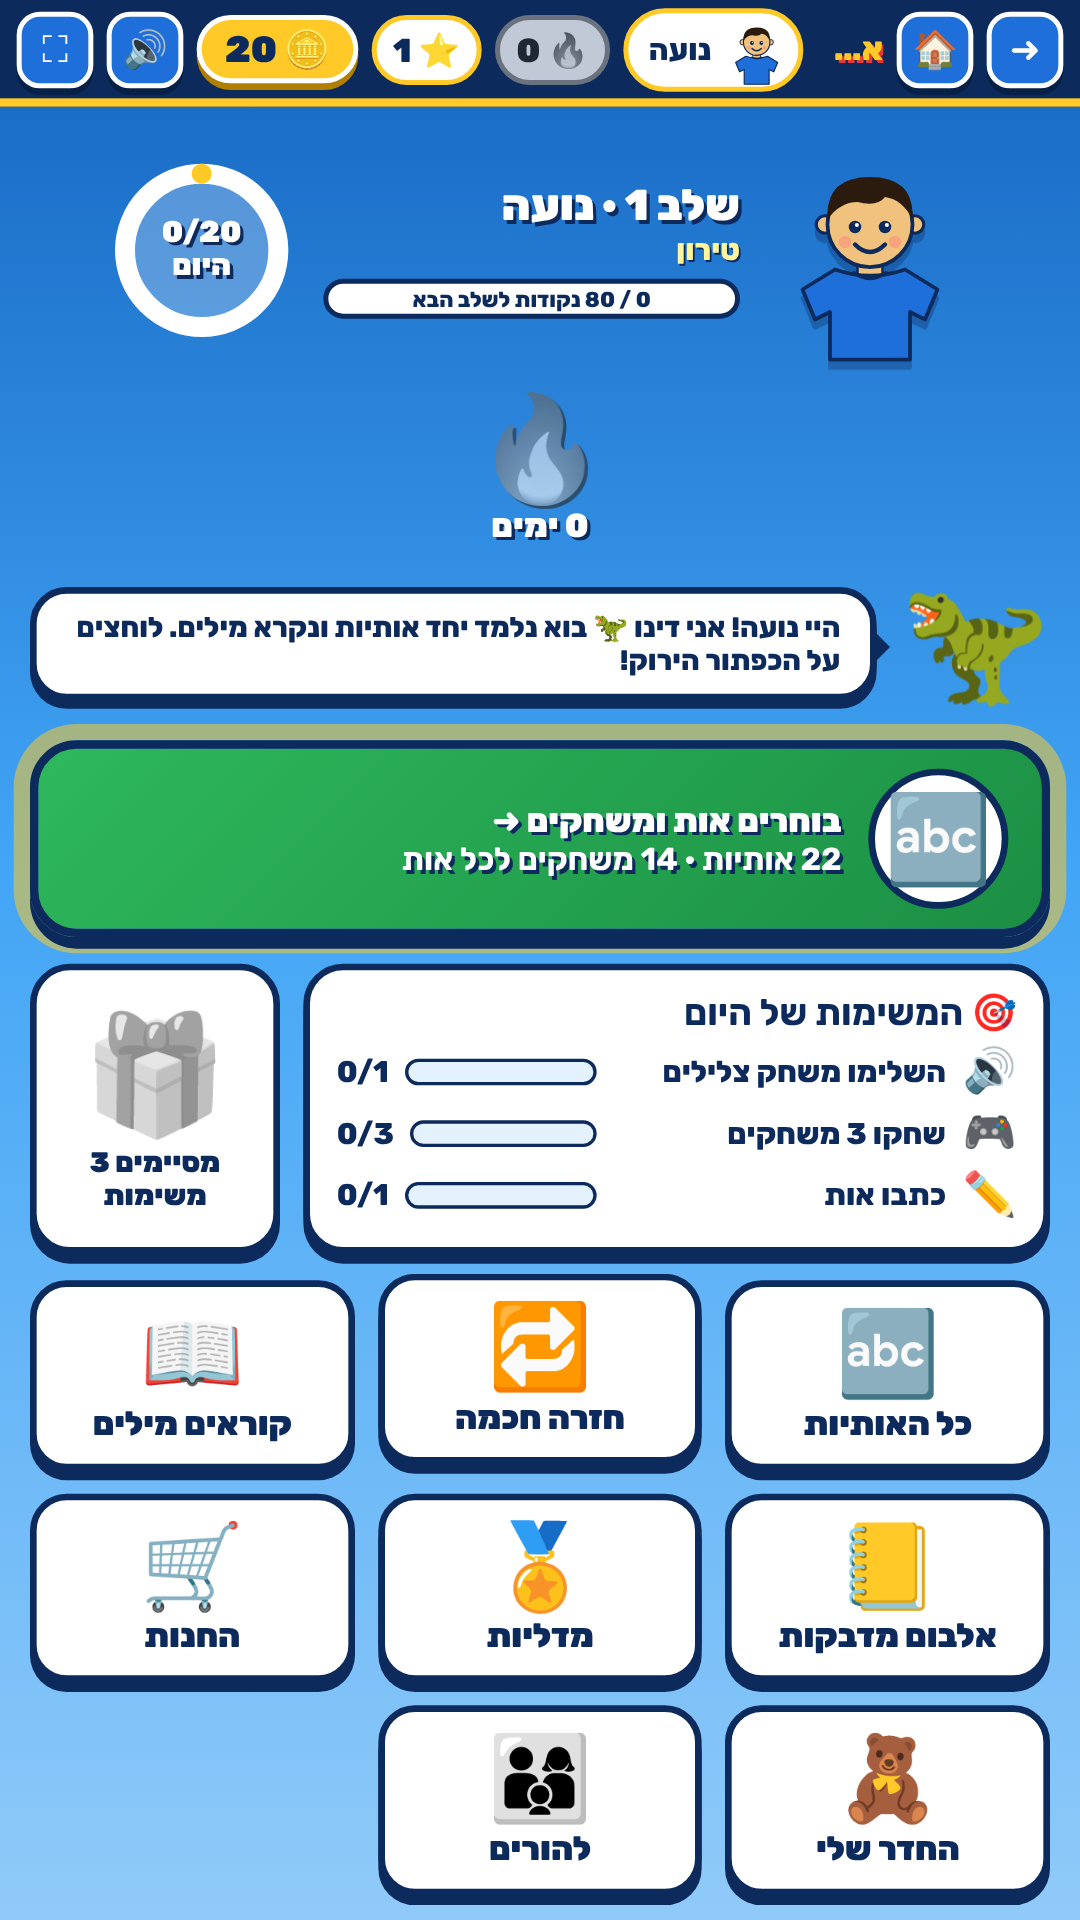 א...
נועה
0
1
20
שלב 1 • נועה
טירון
0 / 80 נקודות לשלב הבא
0/20
היום
0 ימים
היי נועה! אני דינו 🦖 בוא נלמד יחד אותיות ונקרא מילים. לוחצים
על הכפתור הירוק!
abc
בוחרים אות ומשחקים ➜
22 אותיות • 14 משחקים לכל אות
🎯 המשימות של היום
השלימו משחק צלילים 0/1
שחקו 3 משחקים 0/3
כתבו אות 0/1
מסיימים 3
משימות
abc
כל האותיות
חזרה חכמה
קוראים מילים
אלבום מדבקות
מדליות
החנות
החדר שלי
להורים